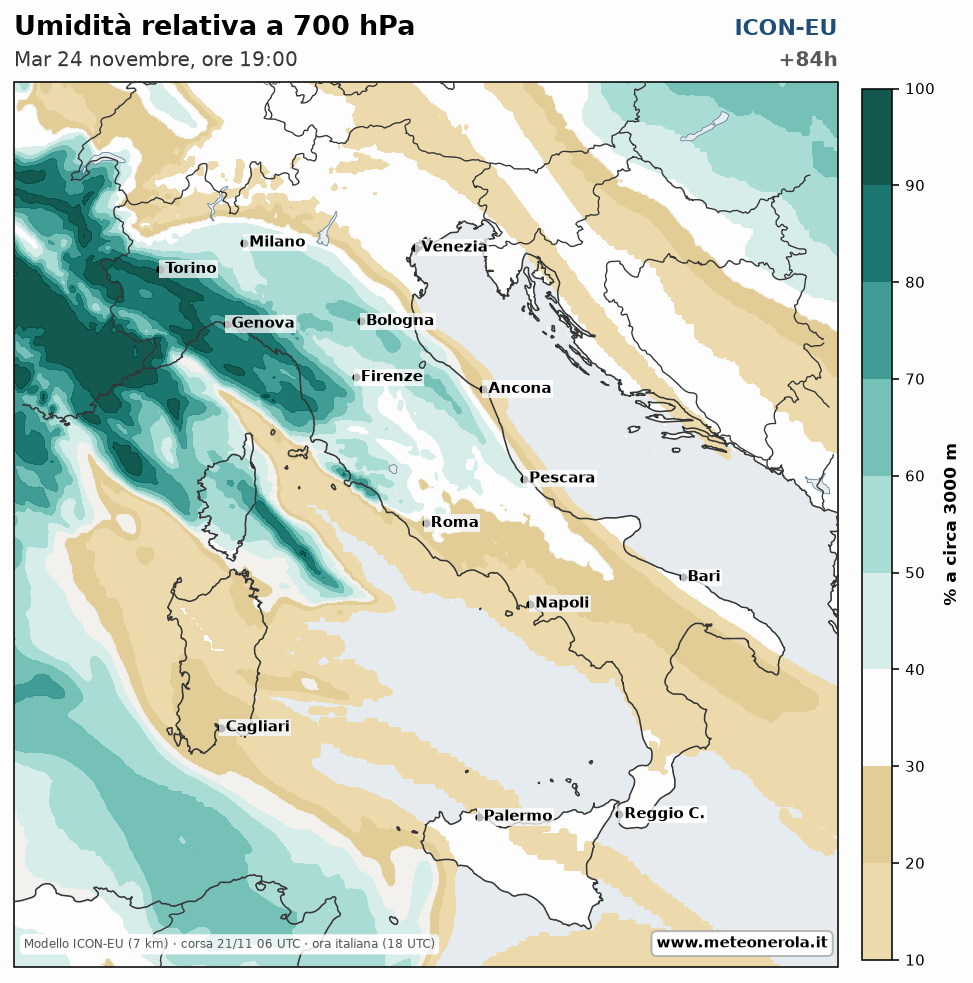 Umidità relativa a 700 hPa
ICON-EU
Mar 24 novembre, ore 19:00
+84h
100
90
80
70
60
50
40
30
20
10
% a circa 3000 m
Milano
Venezia
Torino
Genova
Bologna
Firenze
Ancona
Pescara
Roma
Bari
Napoli
Cagliari
Palermo
Reggio C.
Modello ICON-EU (7 km) · corsa 21/11 06 UTC · ora italiana (18 UTC)
www.meteonerola.it